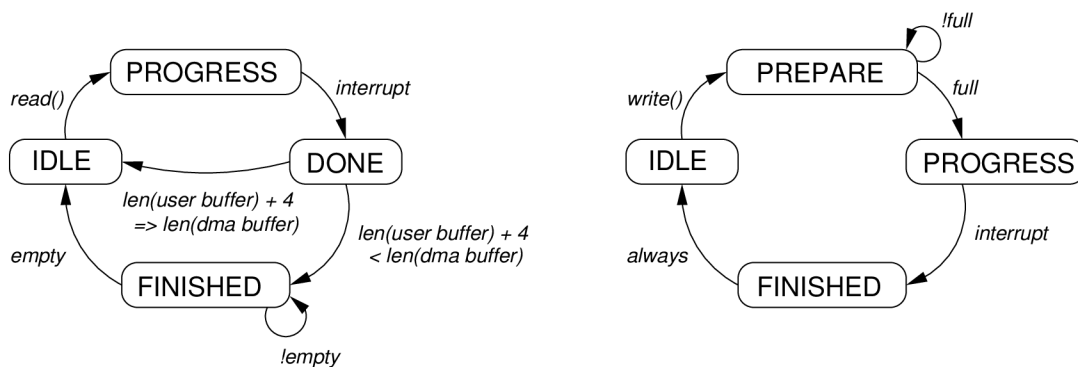 PROGRESS
read()
interrupt
IDLE
DONE
len(user buffer) + 4
=> len(dma buffer)
len(user buffer) + 4
< len(dma buffer)
empty
FINISHED
!empty
!full
PREPARE
full
write()
IDLE
PROGRESS
interrupt
always
FINISHED